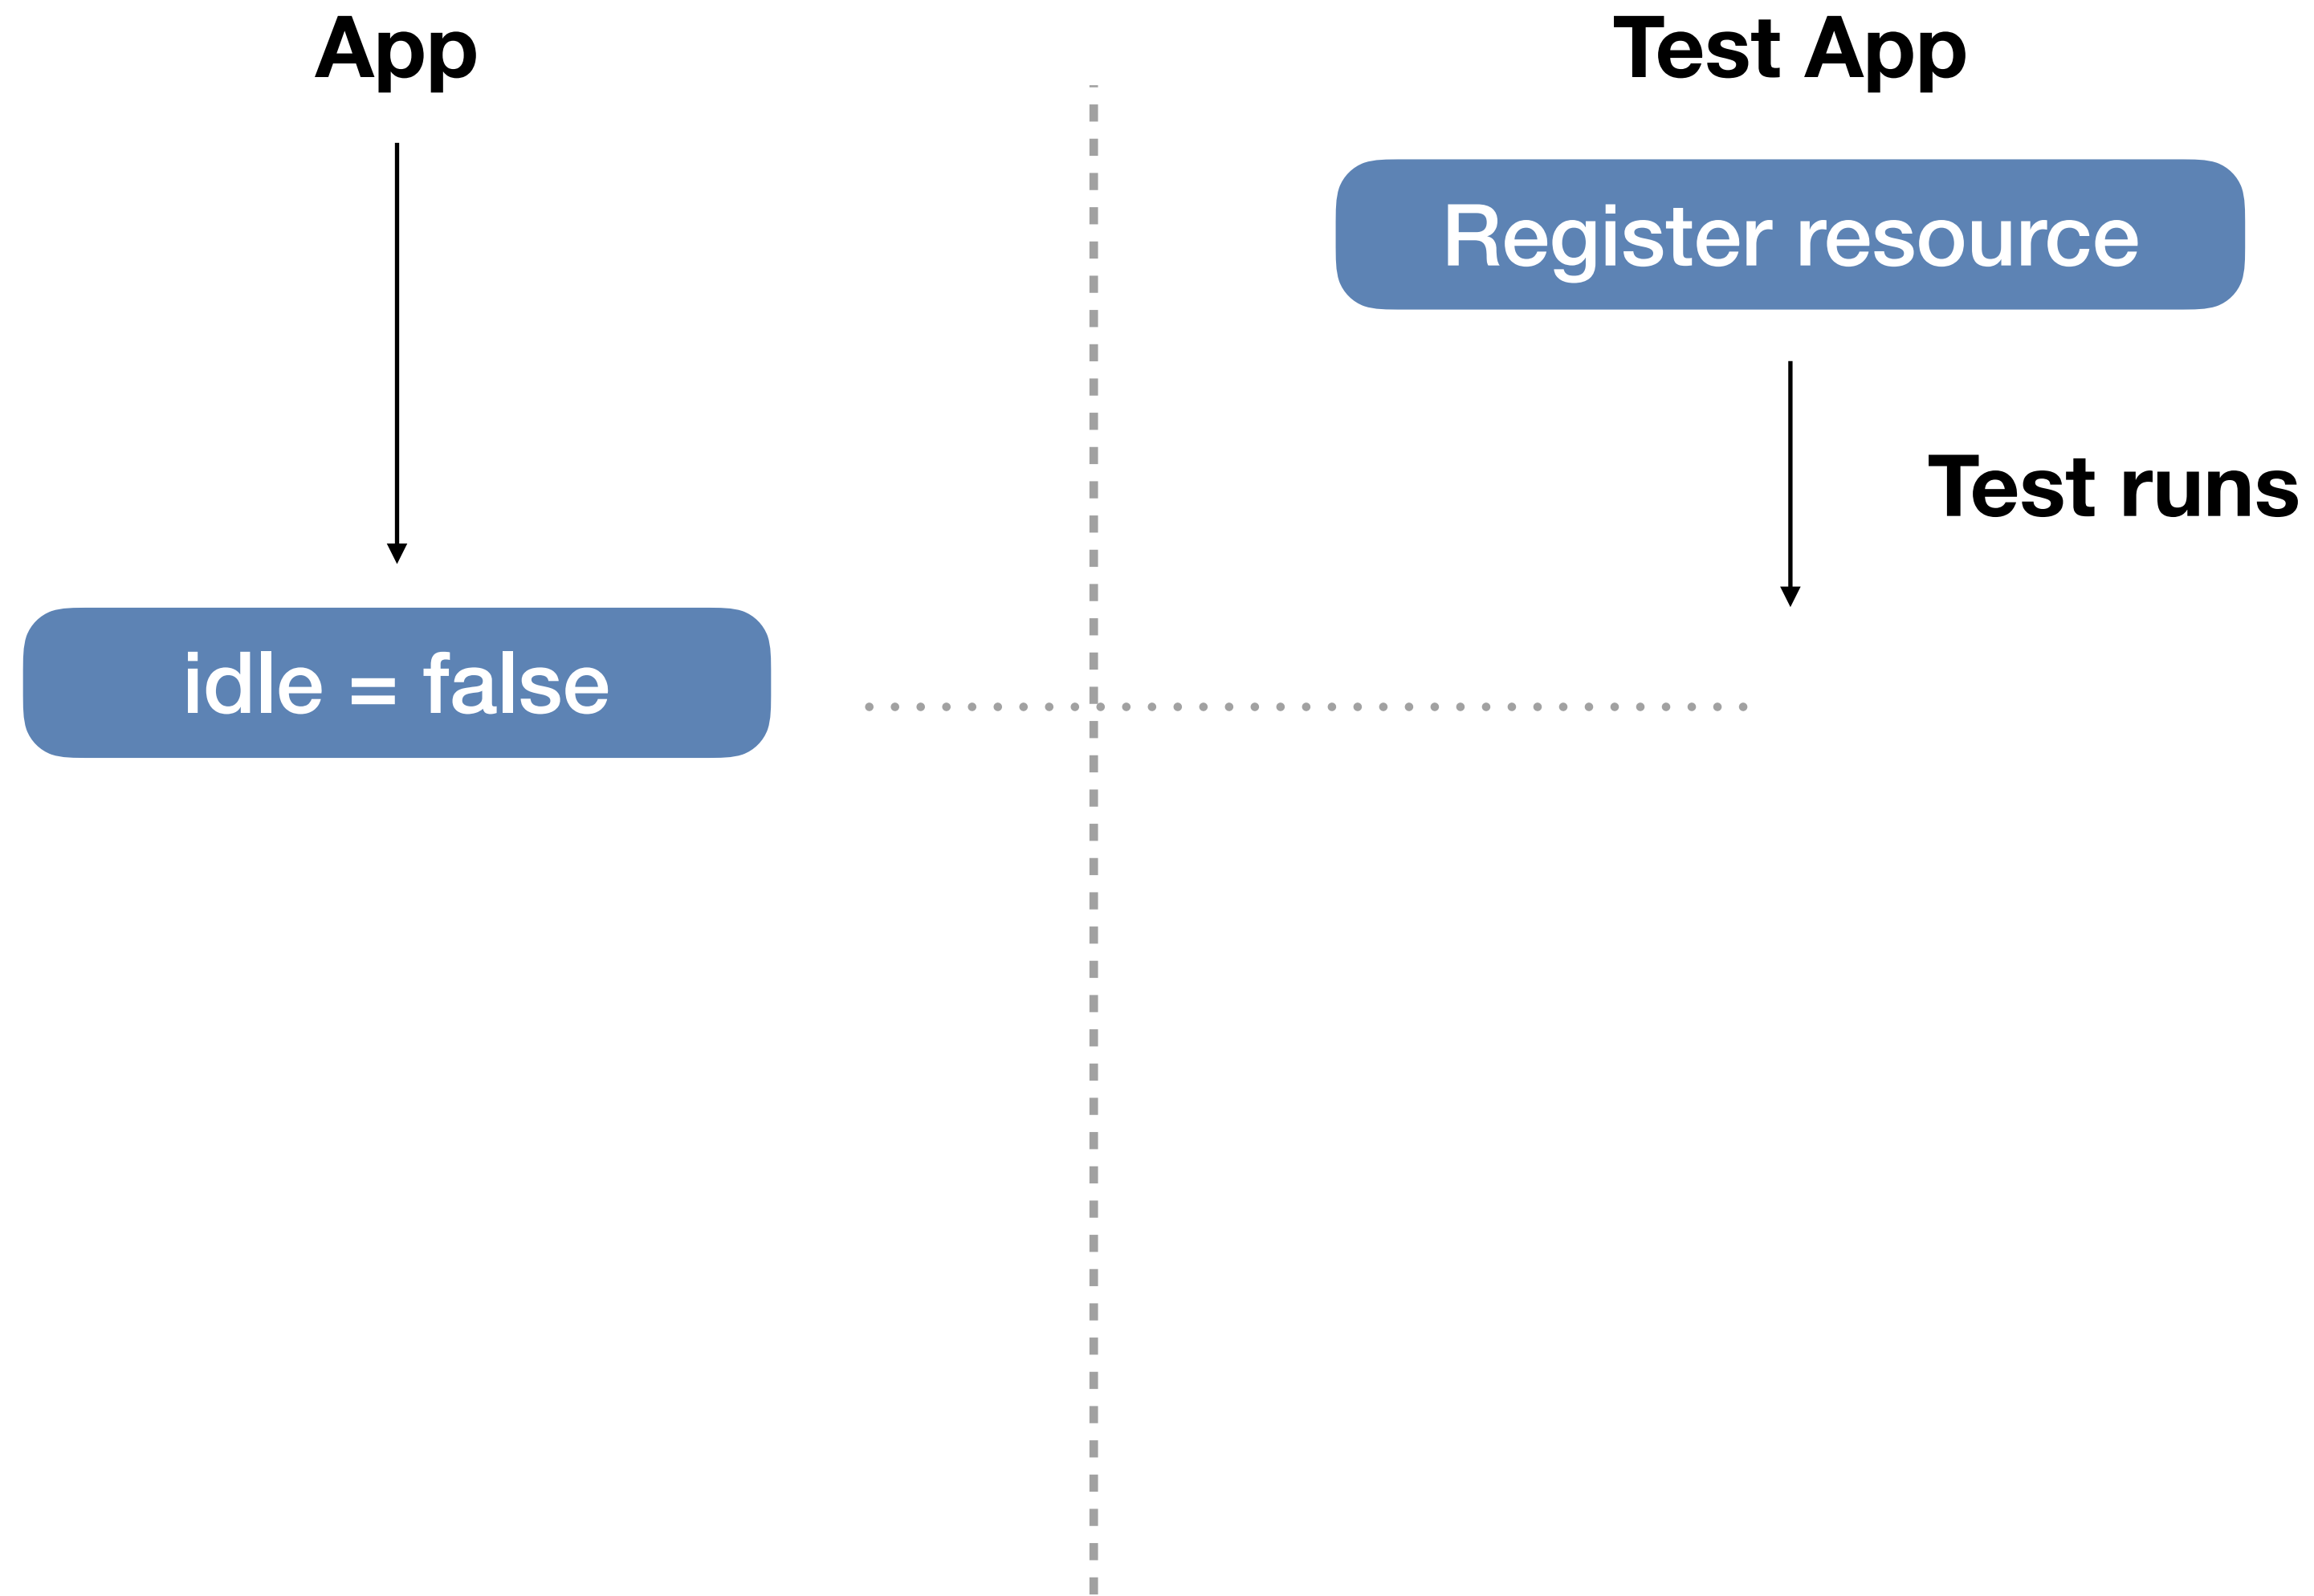 App
Test App
Register resource
Test runs
idle = false